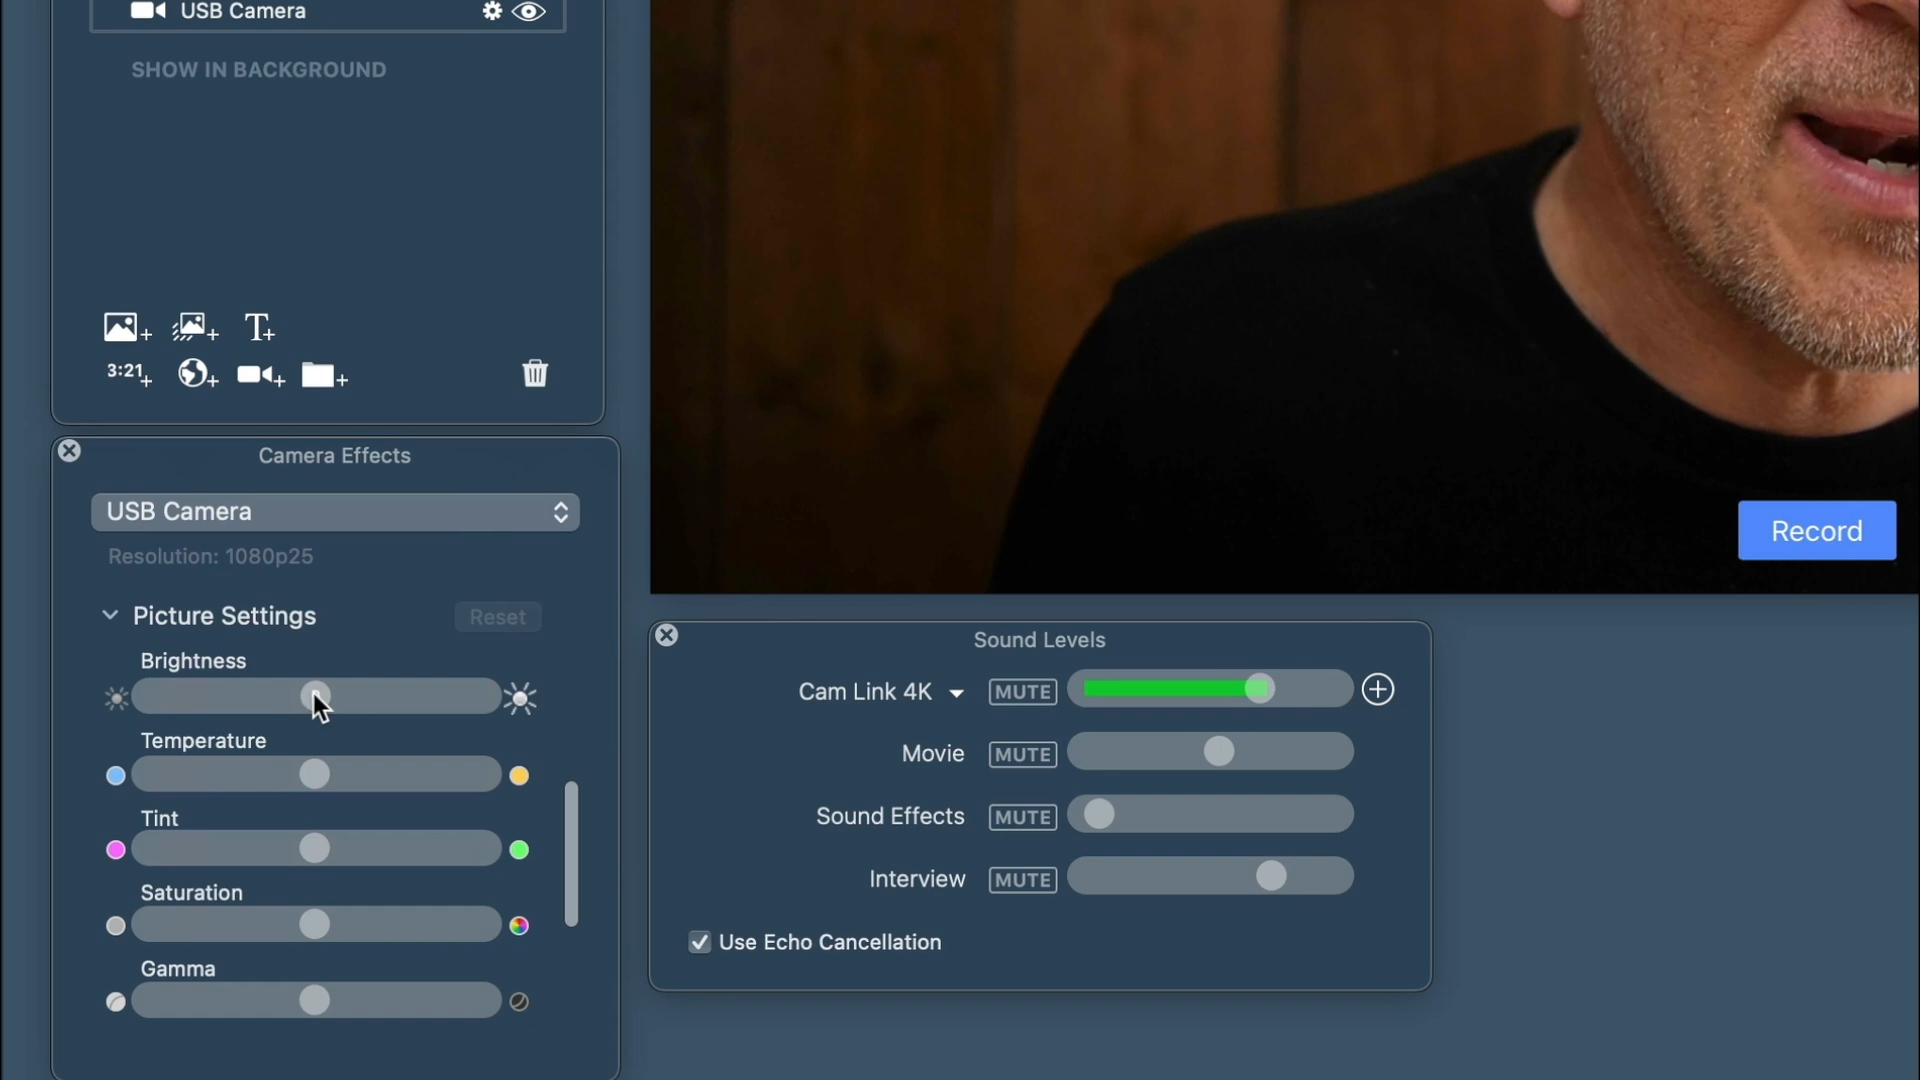 USB Camera
SHOW IN BACKGROUND
3:21
T
Camera Effects
USB Camera
Resolution: 1080p25
Picture Settings
Reset
Brightness
Temperature
Tint
Saturation
Gamma
Record
Sound Levels
Cam Link 4K MUTE
Movie MUTE
Sound Effects MUTE
Interview MUTE
Use Echo Cancellation